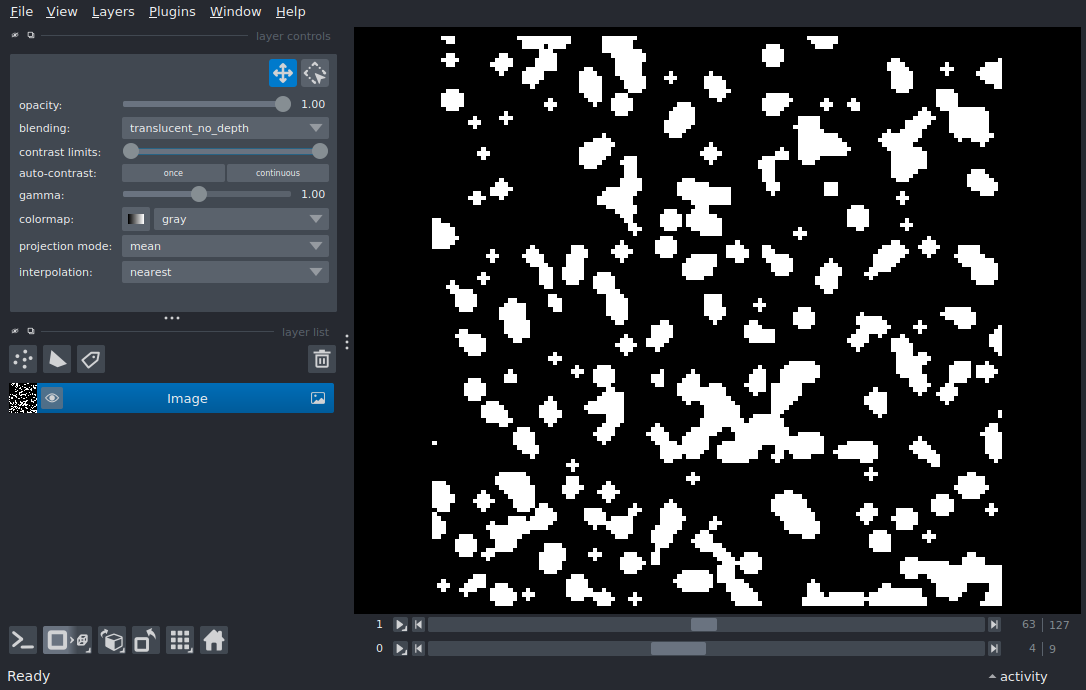 File View Layers Plugins Window Help
layer controls
opacity: 1.00
blending: translucent_no_depth
contrast limits:
auto-contrast: once continuous
gamma: 1.00
colormap: gray
projection mode: mean
interpolation: nearest
layer list
Image
1 63 127
0 4 9
Ready activity